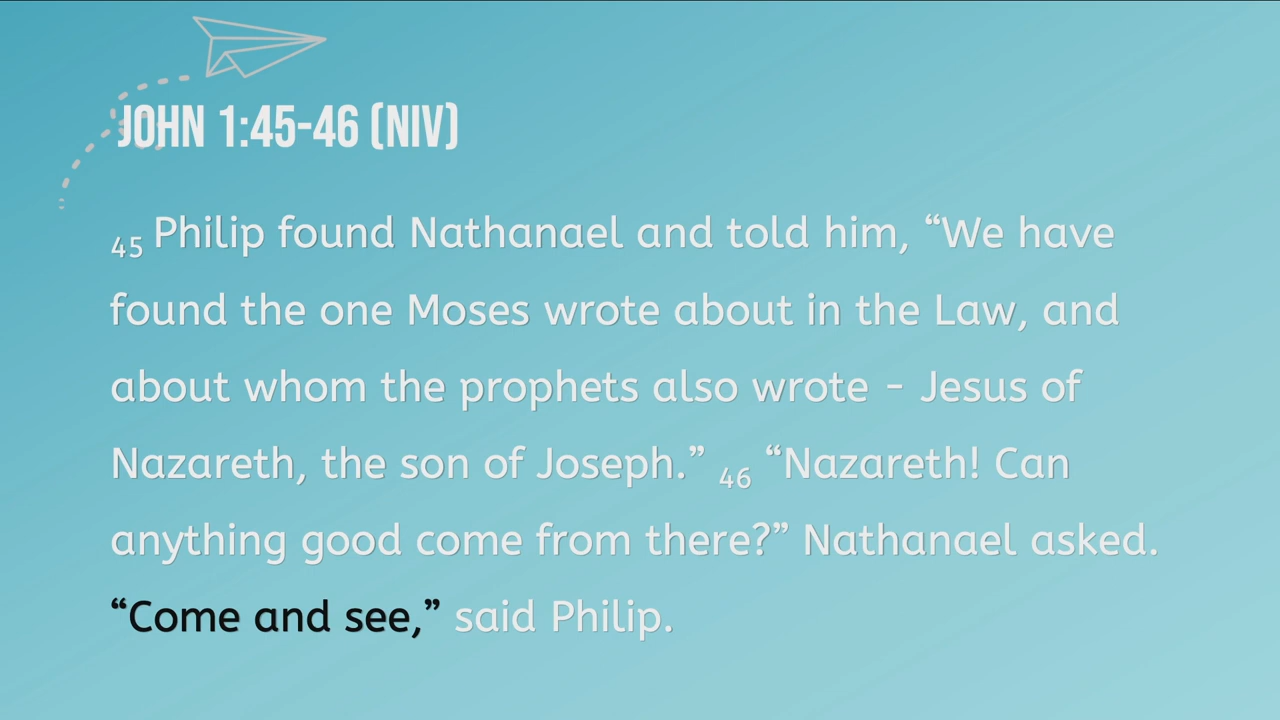 JOHN 1:45-46 (NIV)
45 Philip found Nathanael and told him, “We have
found the one Moses wrote about in the Law, and
about whom the prophets also wrote - Jesus of
Nazareth, the son of Joseph.” 46 “Nazareth! Can
anything good come from there?” Nathanael asked.
“Come and see,” said Philip.